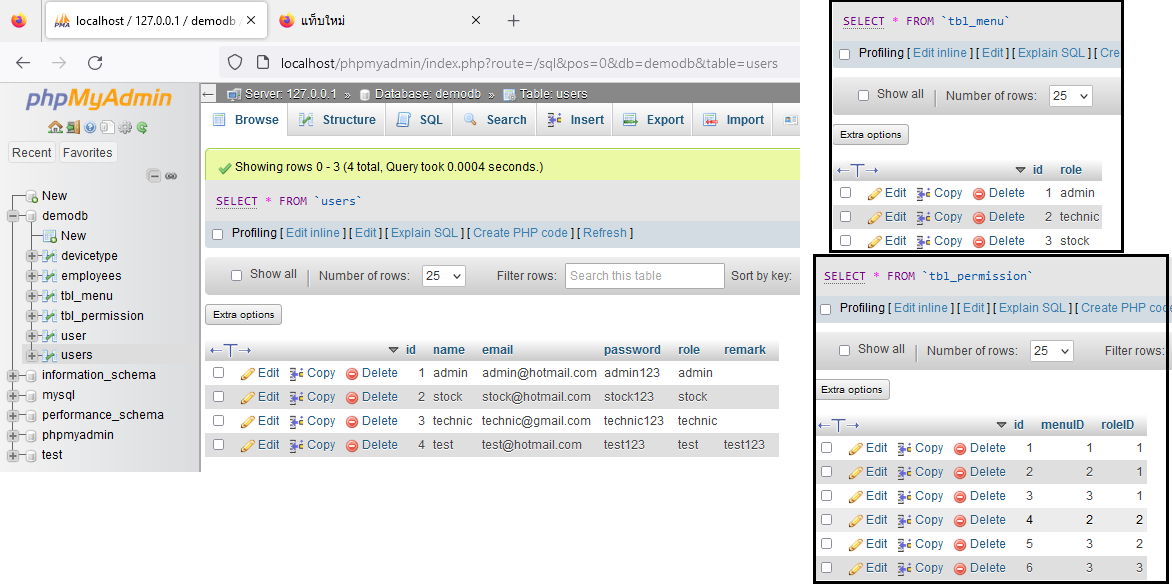 localhost / 127.0.0.1 / demodb
แท็บใหม่
localhost/phpmyadmin/index.php?route=/sql&pos=0&db=demodb&table=users
phpMyAdmin
Recent Favorites
New
demodb
New
devicetype
employees
tbl_menu
tbl_permission
user
users
information_schema
mysql
performance_schema
phpmyadmin
test
Server: 127.0.0.1 » Database: demodb » Table: users
Browse Structure SQL Search Insert Export Import
Showing rows 0 - 3 (4 total, Query took 0.0004 seconds.)
SELECT * FROM `users`
Profiling [ Edit inline ] [ Edit ] [ Explain SQL ] [ Create PHP code ] [ Refresh ]
Show all Number of rows: 25 Filter rows: Search this table Sort by key:
Extra options
←T→ id name email password role remark
Edit Copy Delete 1 admin admin@hotmail.com admin123 admin
Edit Copy Delete 2 stock stock@hotmail.com stock123 stock
Edit Copy Delete 3 technic technic@gmail.com technic123 technic
Edit Copy Delete 4 test test@hotmail.com test123 test test123
SELECT * FROM `tbl_menu`
Profiling [ Edit inline ] [ Edit ] [ Explain SQL ] [ Cre
Show all Number of rows: 25
Extra options
←T→ id role
Edit Copy Delete 1 admin
Edit Copy Delete 2 technic
Edit Copy Delete 3 stock
SELECT * FROM `tbl_permission`
Profiling [ Edit inline ] [ Edit ] [ Explain SQL ] [ Create PHP cod
Show all Number of rows: 25 Filter rows:
Extra options
←T→ id menuID roleID
Edit Copy Delete 1 1 1
Edit Copy Delete 2 2 1
Edit Copy Delete 3 3 1
Edit Copy Delete 4 2 2
Edit Copy Delete 5 3 2
Edit Copy Delete 6 3 3